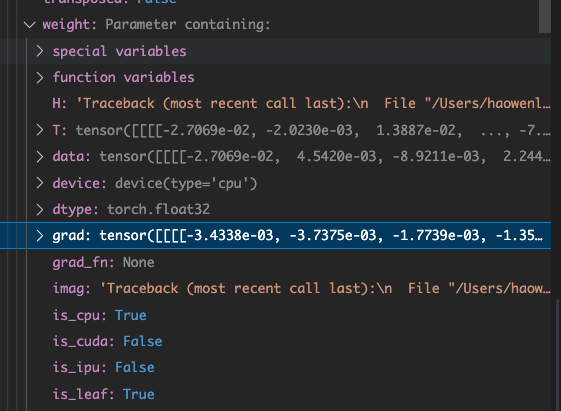 transposed: False
weight: Parameter containing:
special variables
function variables
H: 'Traceback (most recent call last):\n  File "/Users/haowenl...
T: tensor([[[[-2.7069e-02, -2.0230e-03,  1.3887e-02,  ..., -7....
data: tensor([[[[-2.7069e-02,  4.5420e-03, -8.9211e-03,  2.244...
device: device(type='cpu')
dtype: torch.float32
grad: tensor([[[[-3.4338e-03, -3.7375e-03, -1.7739e-03, -1.35...
grad_fn: None
imag: 'Traceback (most recent call last):\n  File "/Users/haow...
is_cpu: True
is_cuda: False
is_ipu: False
is_leaf: True